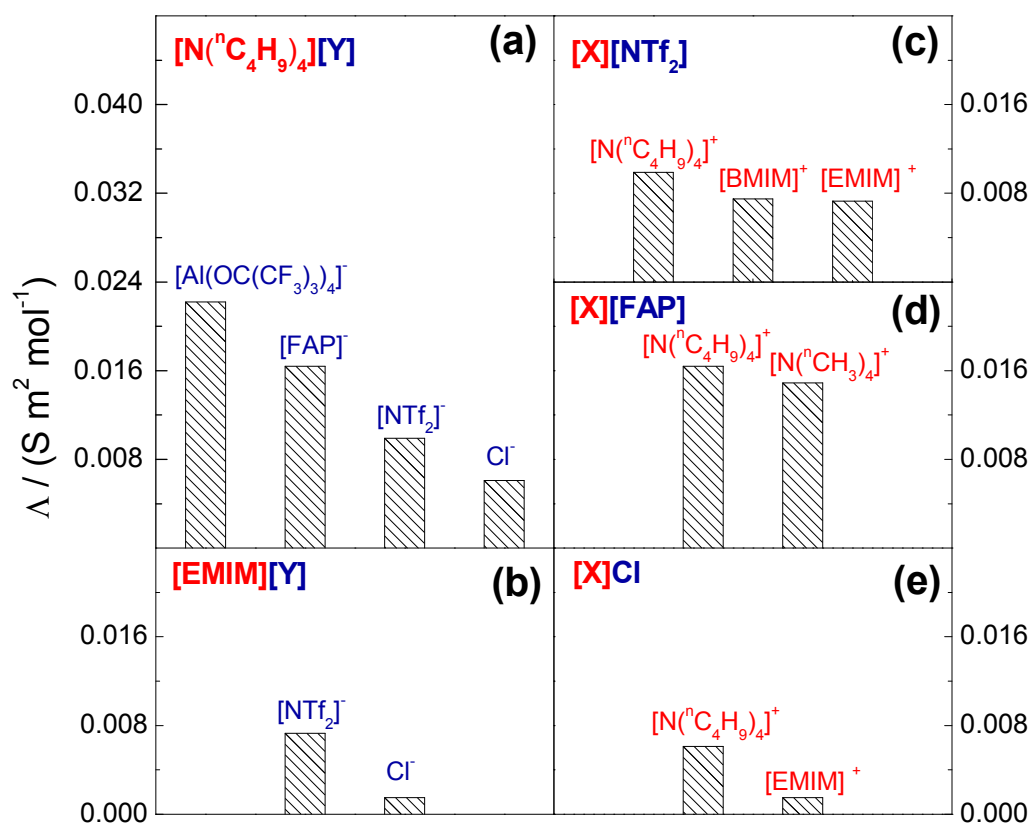 Λ / (S m² mol⁻¹)
[N(ⁿC₄H₉)₄][Y]
(a)
0.040
0.032
0.024
0.016
0.008
[Al(OC(CF₃)₃)₄]⁻
[FAP]⁻
[NTf₂]⁻
Cl⁻
[EMIM][Y]
(b)
0.016
0.008
0.000
[NTf₂]⁻
Cl⁻
[X][NTf₂]
(c)
0.016
0.008
[N(ⁿC₄H₉)₄]⁺
[BMIM]⁺
[EMIM] ⁺
[X][FAP]
(d)
0.016
0.008
[N(ⁿC₄H₉)₄]⁺
[N(ⁿCH₃)₄]⁺
[X]Cl
(e)
0.016
0.008
0.000
[N(ⁿC₄H₉)₄]⁺
[EMIM] ⁺